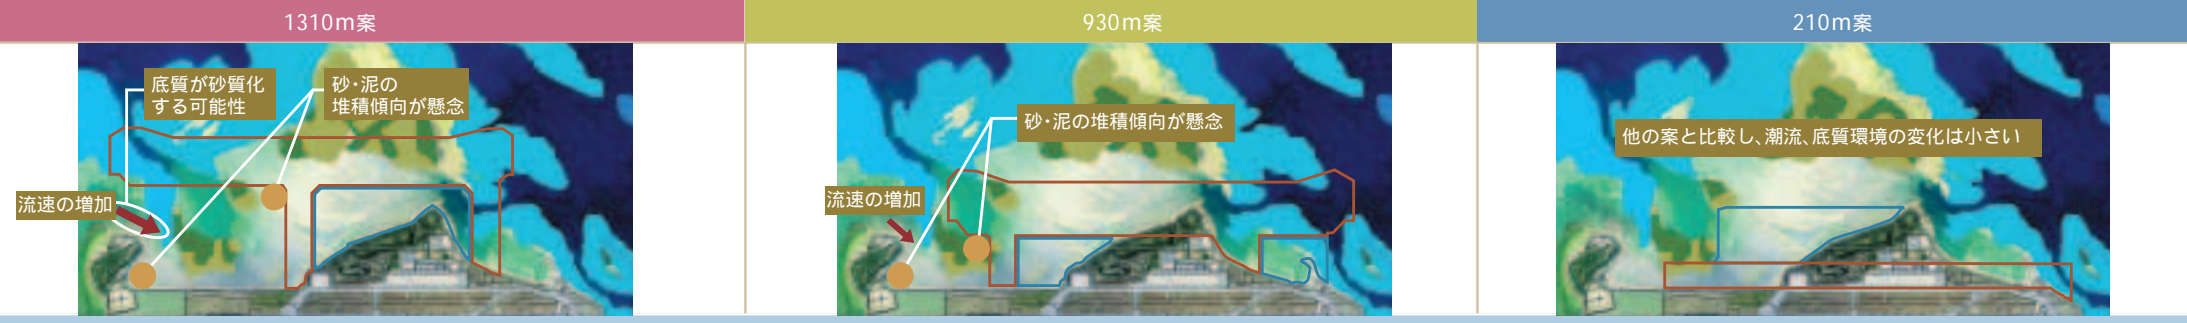 1310m案
底質が砂質化
する可能性
砂・泥の
堆積傾向が懸念
流速の増加
930m案
砂・泥の堆積傾向が懸念
流速の増加
210m案
他の案と比較し、潮流、底質環境の変化は小さい